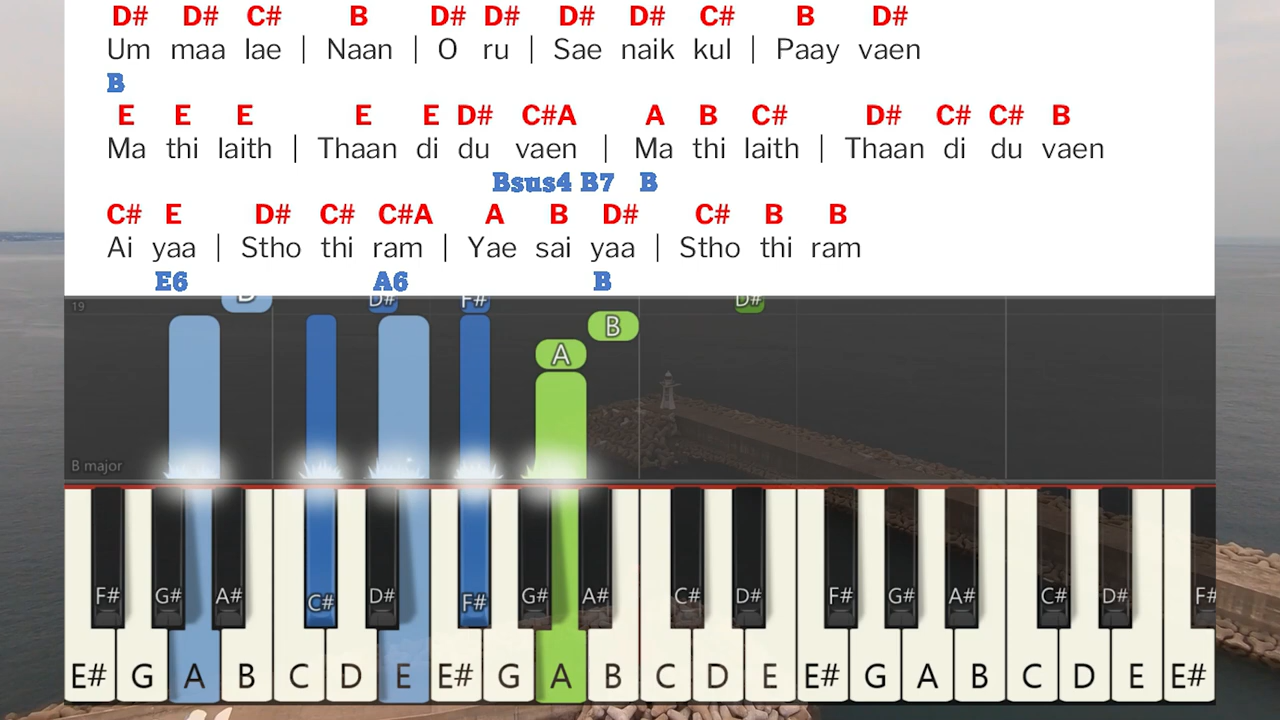 D# D# C# B D# D# D# D# C# B D#
Um maa lae | Naan | O ru | Sae naik kul | Paay vaen
B
E E E E E D# C#A A B C# D# C# C# B
Ma thi laith | Thaan di du vaen | Ma thi laith | Thaan di du vaen
Bsus4 B7 B
C# E D# C# C#A A B D# C# B B
Ai yaa | Stho thi ram | Yae sai yaa | Stho thi ram
E6 A6 B
19 B D# F# D#
B
A
B major
F# G# A# C# D# F# G# A# C# D# F# G# A# C# D# F#
E# G A B C D E E# G A B C D E E# G A B C D E E#